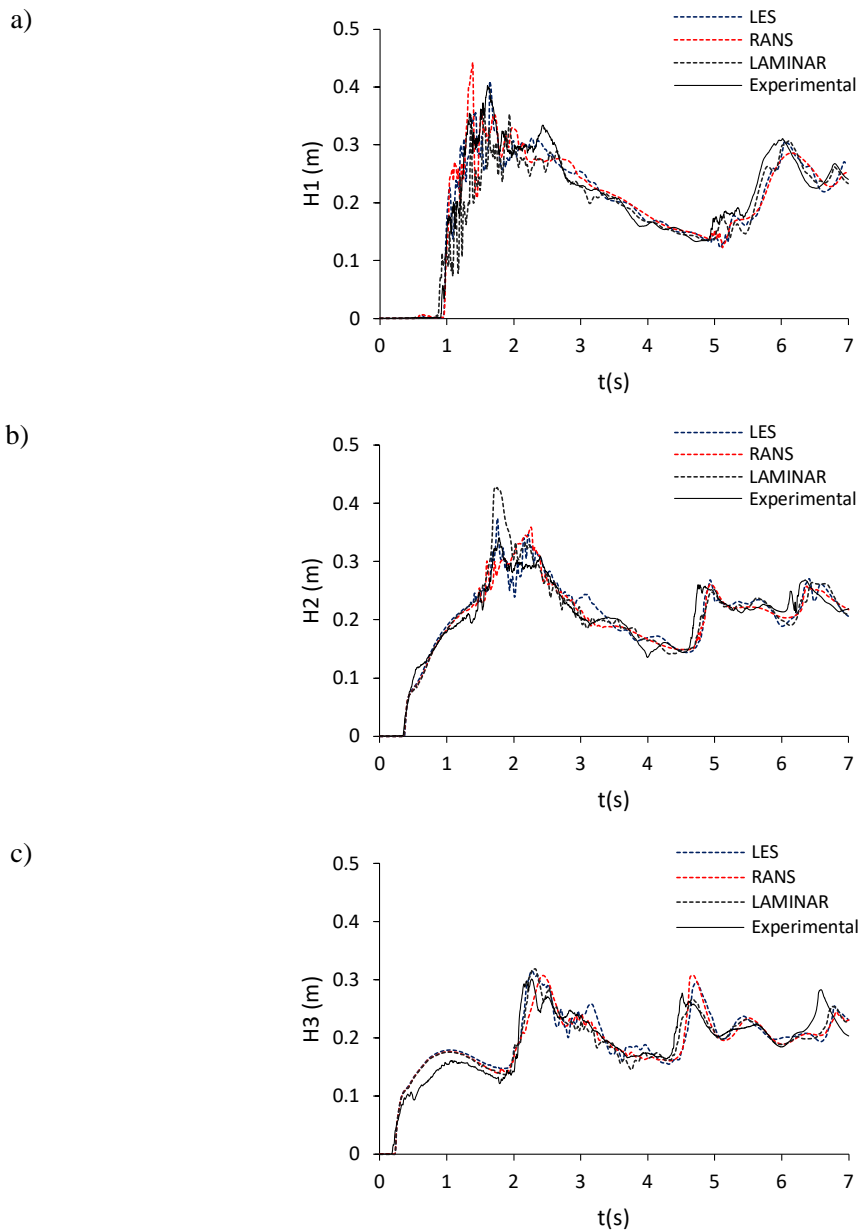 a)
LES
RANS
LAMINAR
Experimental
0.5
0.4
0.3
0.2
0.1
0
H1 (m)
0 1 2 3 4 5 6 7
t(s)
b)
LES
RANS
LAMINAR
Experimental
0.5
0.4
0.3
0.2
0.1
0
H2 (m)
0 1 2 3 4 5 6 7
t(s)
c)
LES
RANS
LAMINAR
Experimental
0.5
0.4
0.3
0.2
0.1
0
H3 (m)
0 1 2 3 4 5 6 7
t(s)